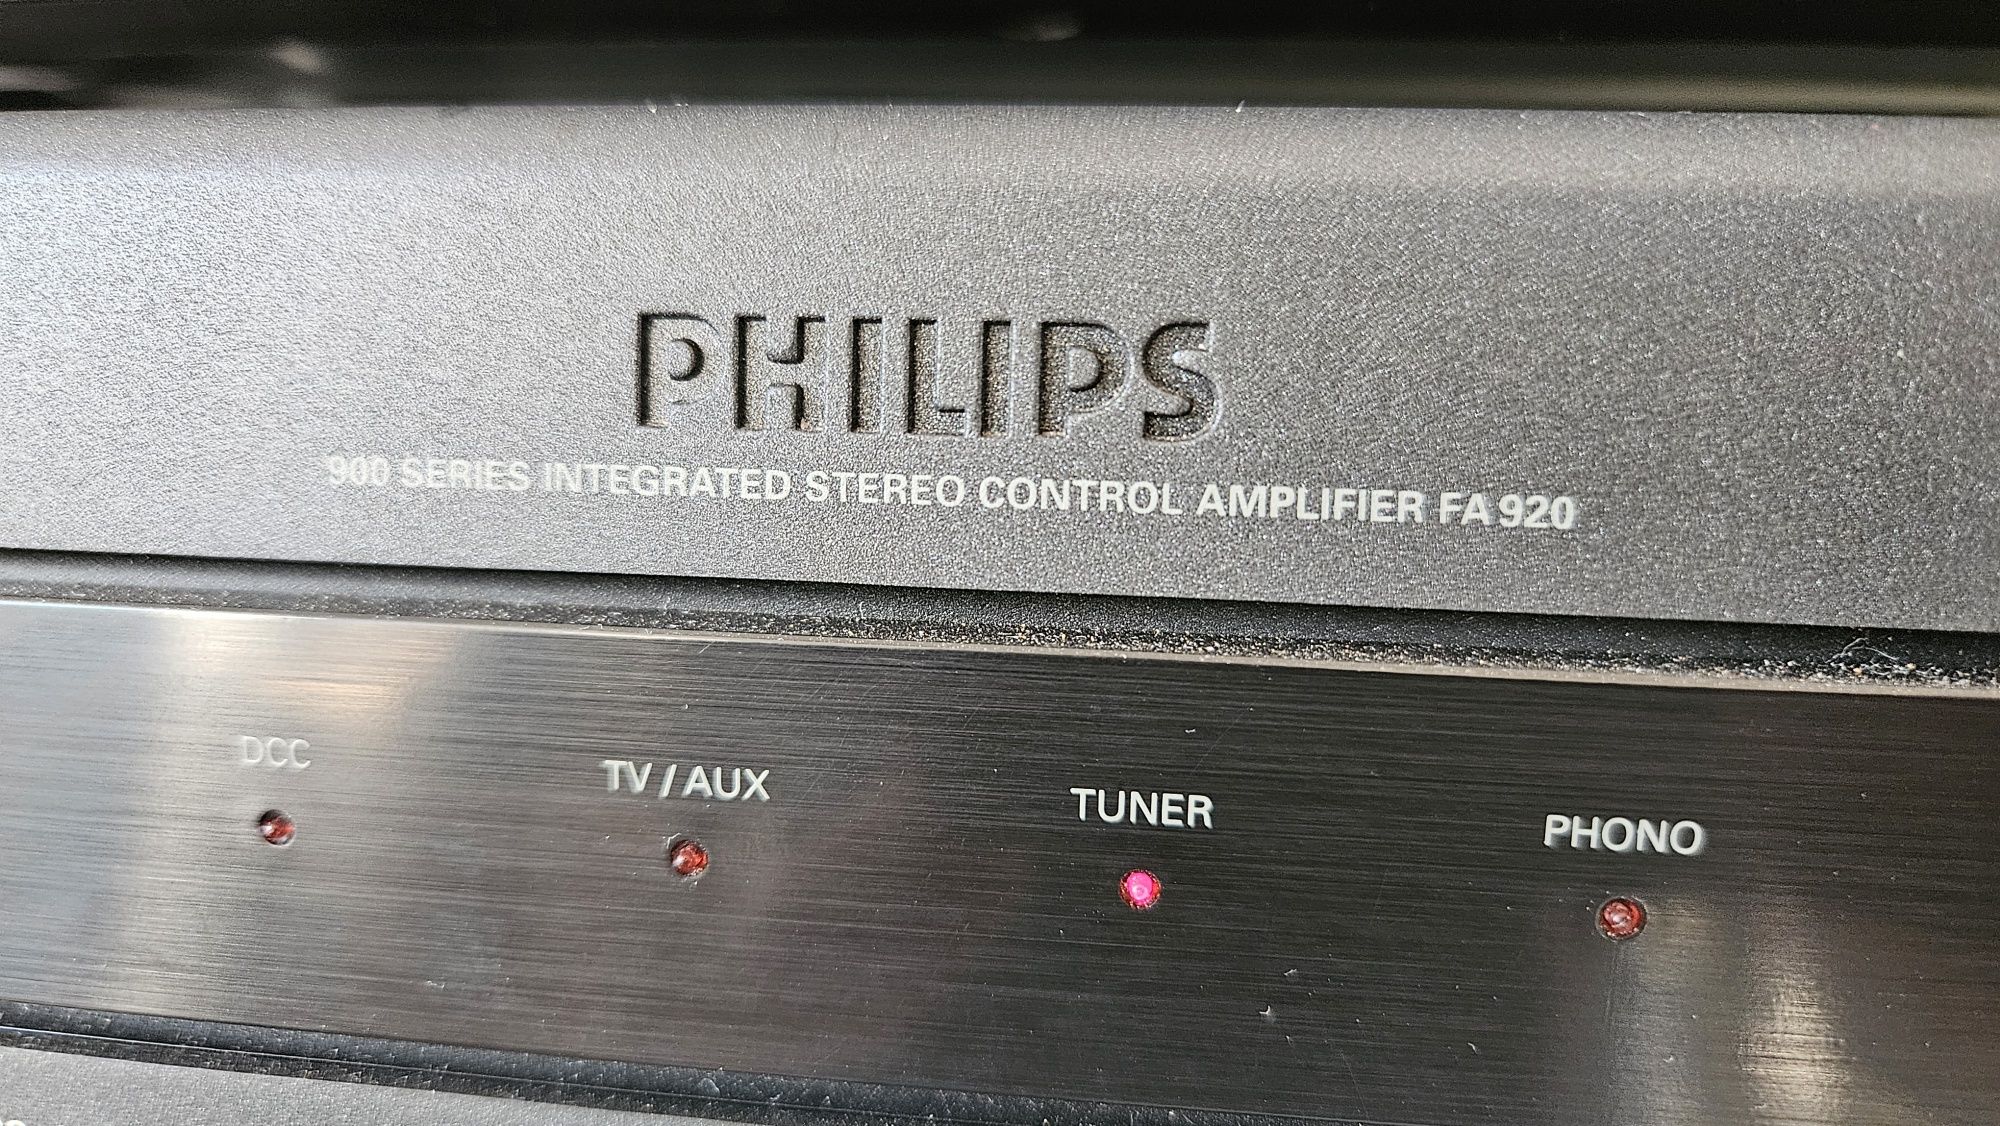 PHILIPS
900 SERIES INTEGRATED STEREO CONTROL AMPLIFIER FA 920
DCC TV / AUX TUNER PHONO